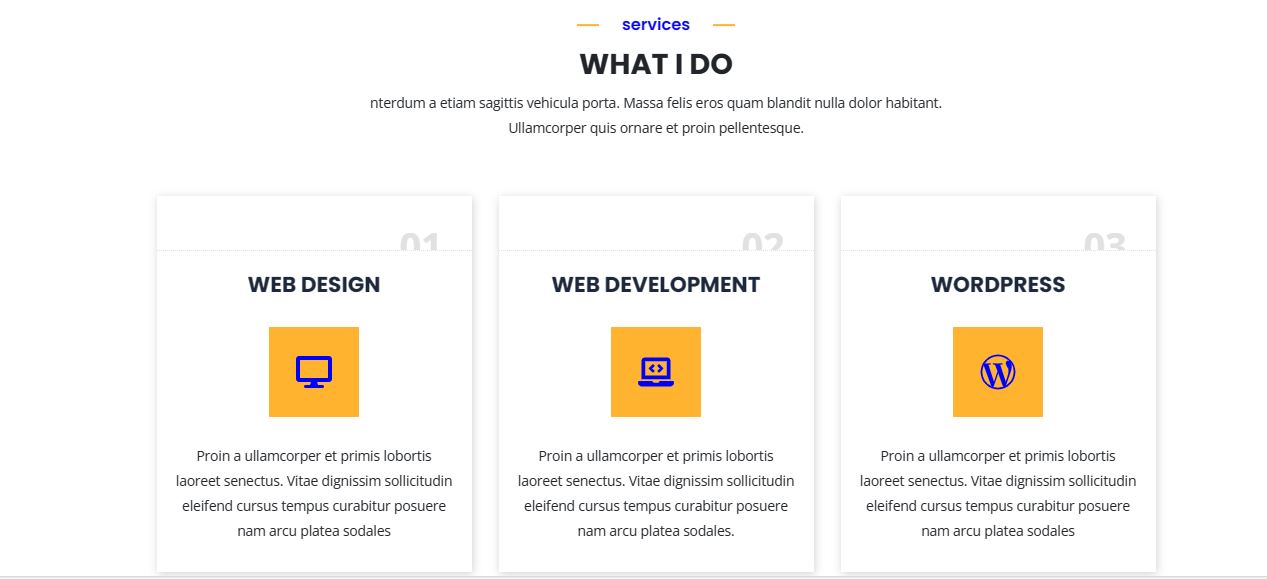 services
WHAT I DO
nterdum a etiam sagittis vehicula porta. Massa felis eros quam blandit nulla dolor habitant.
Ullamcorper quis ornare et proin pellentesque.
01
WEB DESIGN
Proin a ullamcorper et primis lobortis
laoreet senectus. Vitae dignissim sollicitudin
eleifend cursus tempus curabitur posuere
nam arcu platea sodales
02
WEB DEVELOPMENT
Proin a ullamcorper et primis lobortis
laoreet senectus. Vitae dignissim sollicitudin
eleifend cursus tempus curabitur posuere
nam arcu platea sodales.
03
WORDPRESS
Proin a ullamcorper et primis lobortis
laoreet senectus. Vitae dignissim sollicitudin
eleifend cursus tempus curabitur posuere
nam arcu platea sodales